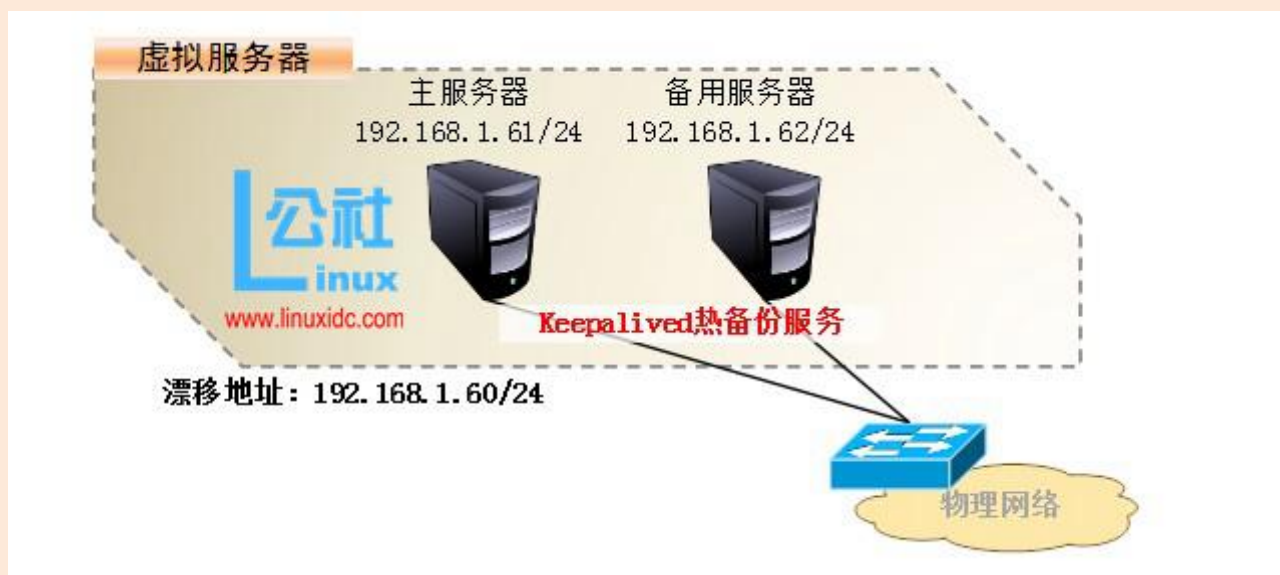 虚拟服务器
主服务器 备用服务器
192.168.1.61/24 192.168.1.62/24
公社
Linux
www.linuxidc.com
Keepalived热备份服务
漂移地址：192.168.1.60/24
物理网络